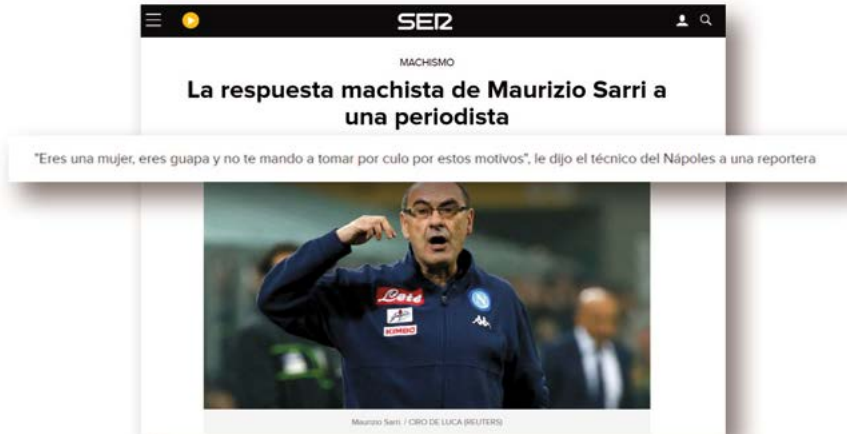 SER
MACHISMO
La respuesta machista de Maurizio Sarri a
una periodista
"Eres una mujer, eres guapa y no te mando a tomar por culo por estos motivos", le dijo el técnico del Nápoles a una reportera
Leté
KIMBO
N
Maurizio Sarri / CIRO DE LUCA (REUTERS)